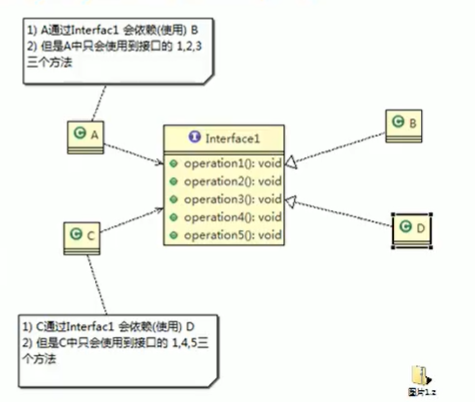 1) A通过Interfac1 会依赖(使用) B
2) 但是A中只会使用到接口的 1,2,3
三个方法
C A
I Interface1
operation1(): void
operation2(): void
operation3(): void
operation4(): void
operation5(): void
C B
C C
C D
1) C通过Interfac1 会依赖(使用) D
2) 但是C中只会使用到接口的 1,4,5三
个方法
图片1.z